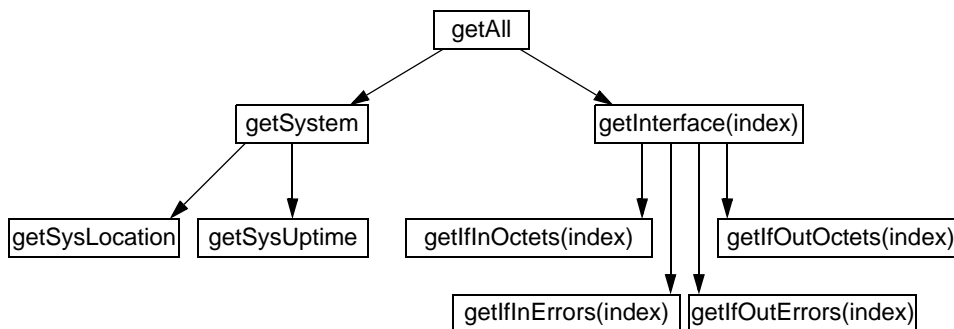 getAll
getSystem
getInterface(index)
getSysLocation
getSysUptime
getIfInOctets(index)
getIfOutOctets(index)
getIfInErrors(index)
getIfOutErrors(index)